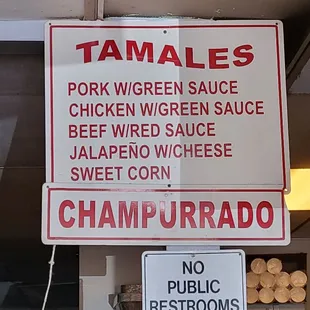 TAMALES
PORK W/GREEN SAUCE
CHICKEN W/GREEN SAUCE
BEEF W/RED SAUCE
JALAPEÑO W/CHEESE
SWEET CORN
CHAMPURRADO
NO
PUBLIC
RESTROOMS